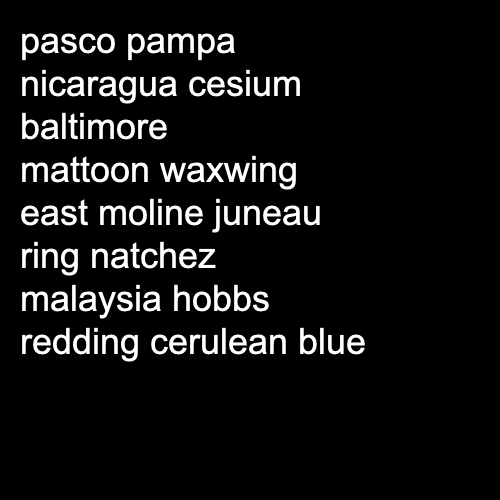 pasco pampa
nicaragua cesium
baltimore
mattoon waxwing
east moline juneau
ring natchez
malaysia hobbs
redding cerulean blue